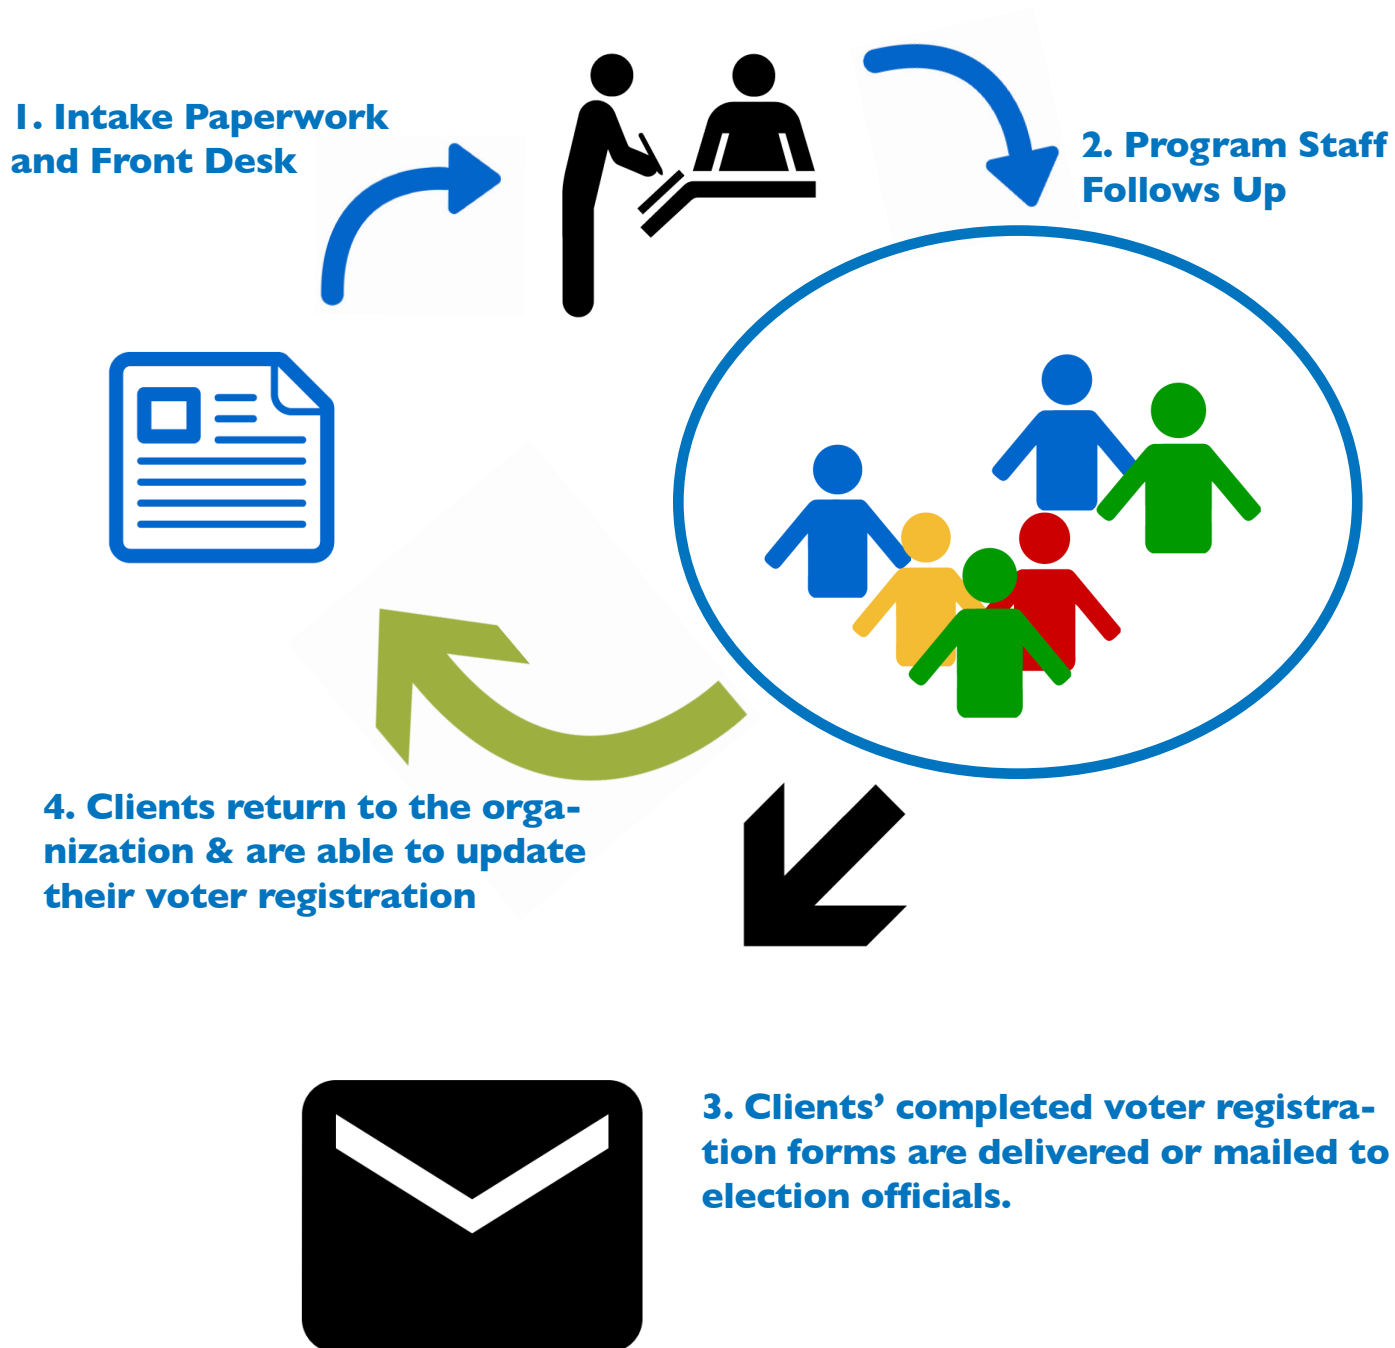 1. Intake Paperwork
and Front Desk
2. Program Staff
Follows Up
4. Clients return to the orga-
nization & are able to update
their voter registration
3. Clients’ completed voter registra-
tion forms are delivered or mailed to
election officials.